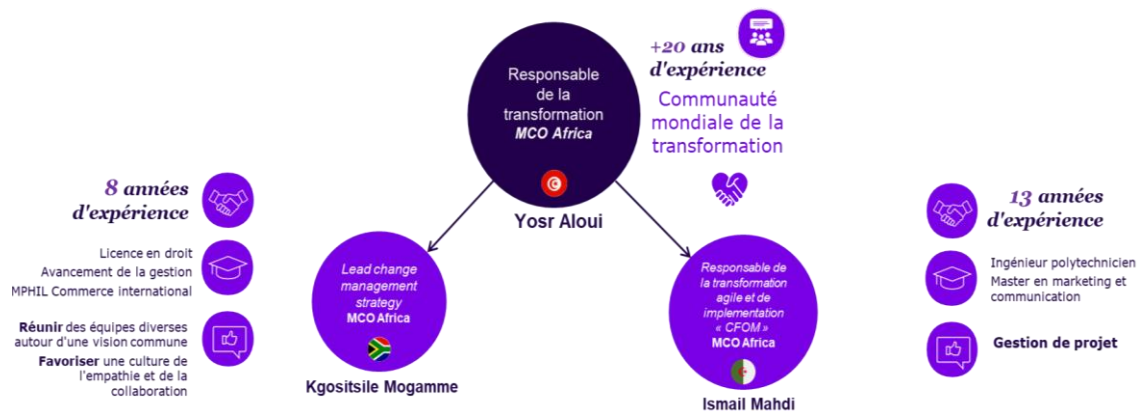 Responsable
de la
transformation
MCO Africa
Yosr Aloui
+20 ans
d'expérience
Communauté
mondiale de la
transformation
8 années
d'expérience
Licence en droit
Avancement de la gestion
MPHIL Commerce international
Réunir des équipes diverses
autour d'une vision commune
Favoriser une culture de
l'empathie et de la
collaboration
Lead change
management
strategy
MCO Africa
Kgositsile Mogamme
Responsable de
la transformation
agile et de
implementation
« CFOM »
MCO Africa
Ismail Mahdi
13 années
d'expérience
Ingénieur polytechnicien
Master en marketing et
communication
Gestion de projet